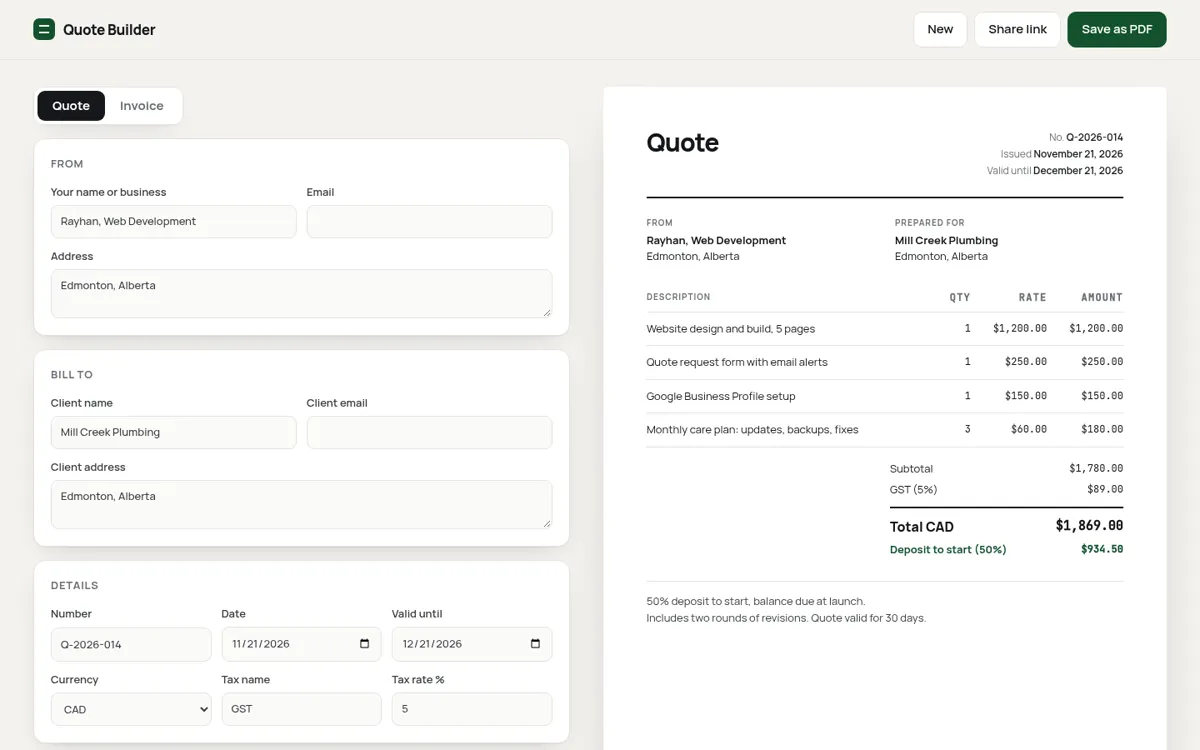 Quote Builder
New
Share link
Save as PDF
Quote
Invoice
FROM
Your name or business
Email
Rayhan, Web Development
Address
Edmonton, Alberta
BILL TO
Client name
Client email
Mill Creek Plumbing
Client address
Edmonton, Alberta
DETAILS
Number
Date
Valid until
Q-2026-014
11/21/2026
12/21/2026
Currency
Tax name
Tax rate %
CAD
GST
5
Quote
No. Q-2026-014
Issued November 21, 2026
Valid until December 21, 2026
FROM
Rayhan, Web Development
Edmonton, Alberta
PREPARED FOR
Mill Creek Plumbing
Edmonton, Alberta
DESCRIPTION QTY RATE AMOUNT
Website design and build, 5 pages 1 $1,200.00 $1,200.00
Quote request form with email alerts 1 $250.00 $250.00
Google Business Profile setup 1 $150.00 $150.00
Monthly care plan: updates, backups, fixes 3 $60.00 $180.00
Subtotal $1,780.00
GST (5%) $89.00
Total CAD $1,869.00
Deposit to start (50%) $934.50
50% deposit to start, balance due at launch.
Includes two rounds of revisions. Quote valid for 30 days.